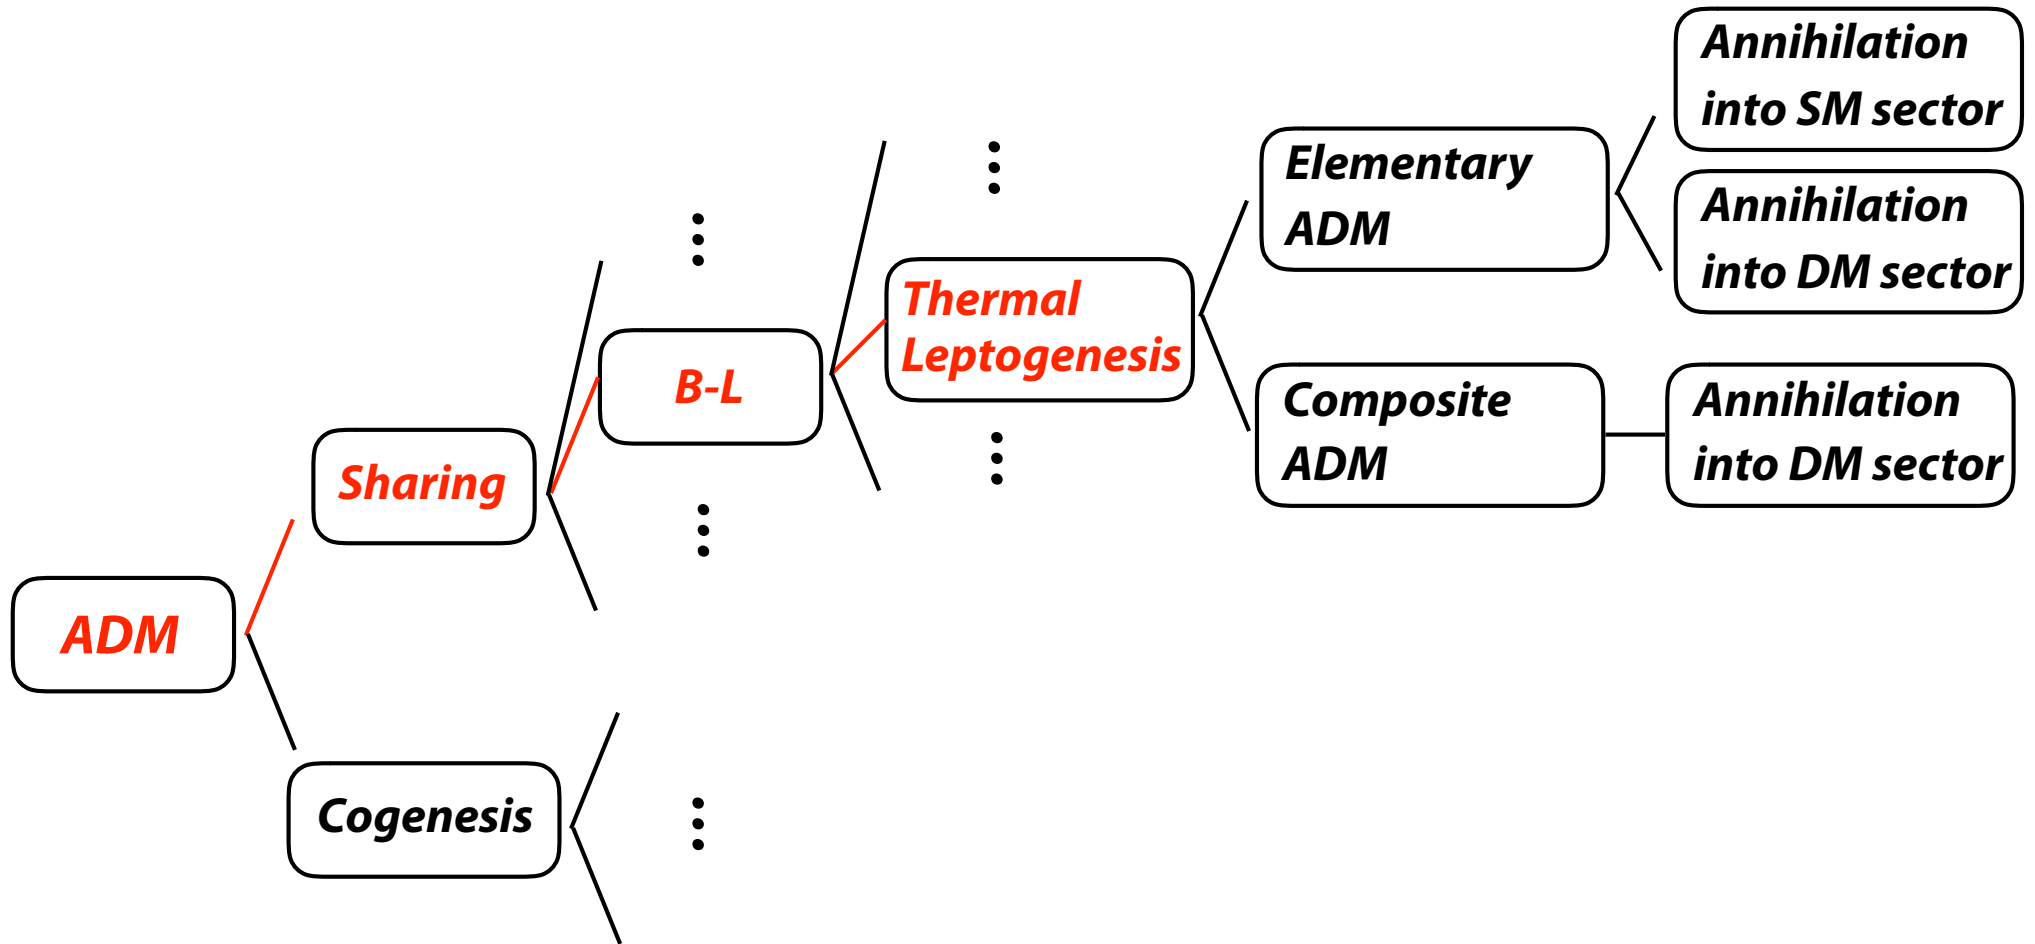 ADM
Sharing
Cogenesis
B-L
Thermal
Leptogenesis
Elementary
ADM
Composite
ADM
Annihilation
into SM sector
Annihilation
into DM sector
Annihilation
into DM sector